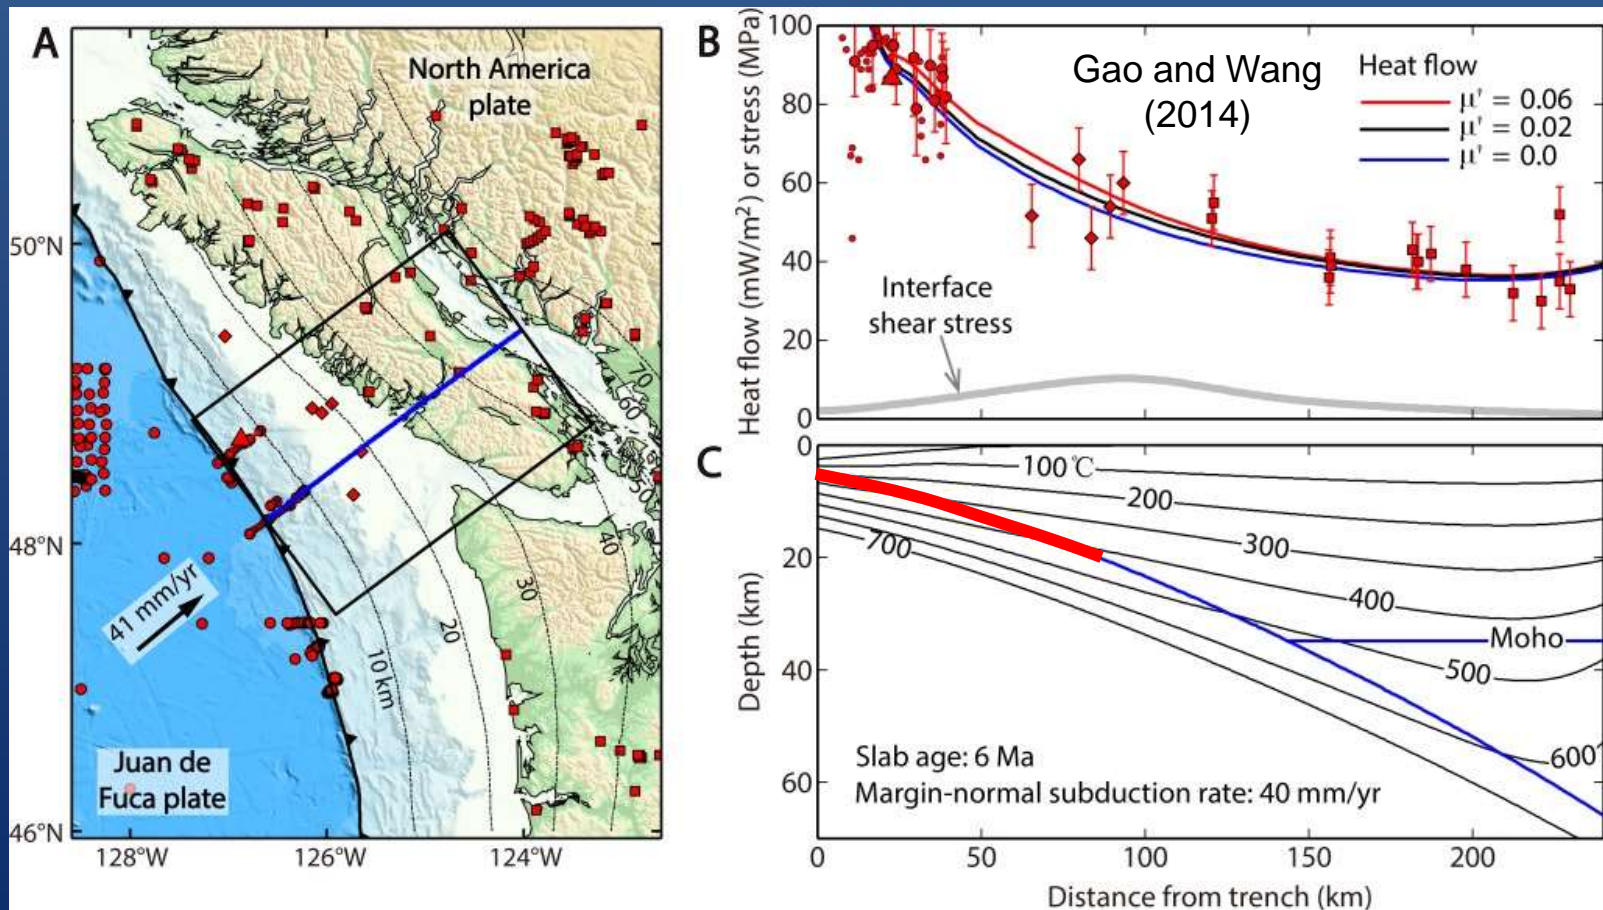 A
North America
plate
50°N
48°N
46°N
128°W
126°W
124°W
41 mm/yr
Juan de
Fuca plate
10 km
20
30
40
50
60
70
B
Gao and Wang
(2014)
Heat flow
μ' = 0.06
μ' = 0.02
μ' = 0.0
Heat flow (mW/m²) or stress (MPa)
100
80
60
40
20
0
Interface
shear stress
50
100
150
200
C
Depth (km)
0
20
40
60
100℃
200
300
400
500
600
700
Moho
Slab age: 6 Ma
Margin-normal subduction rate: 40 mm/yr
0
50
100
150
200
Distance from trench (km)